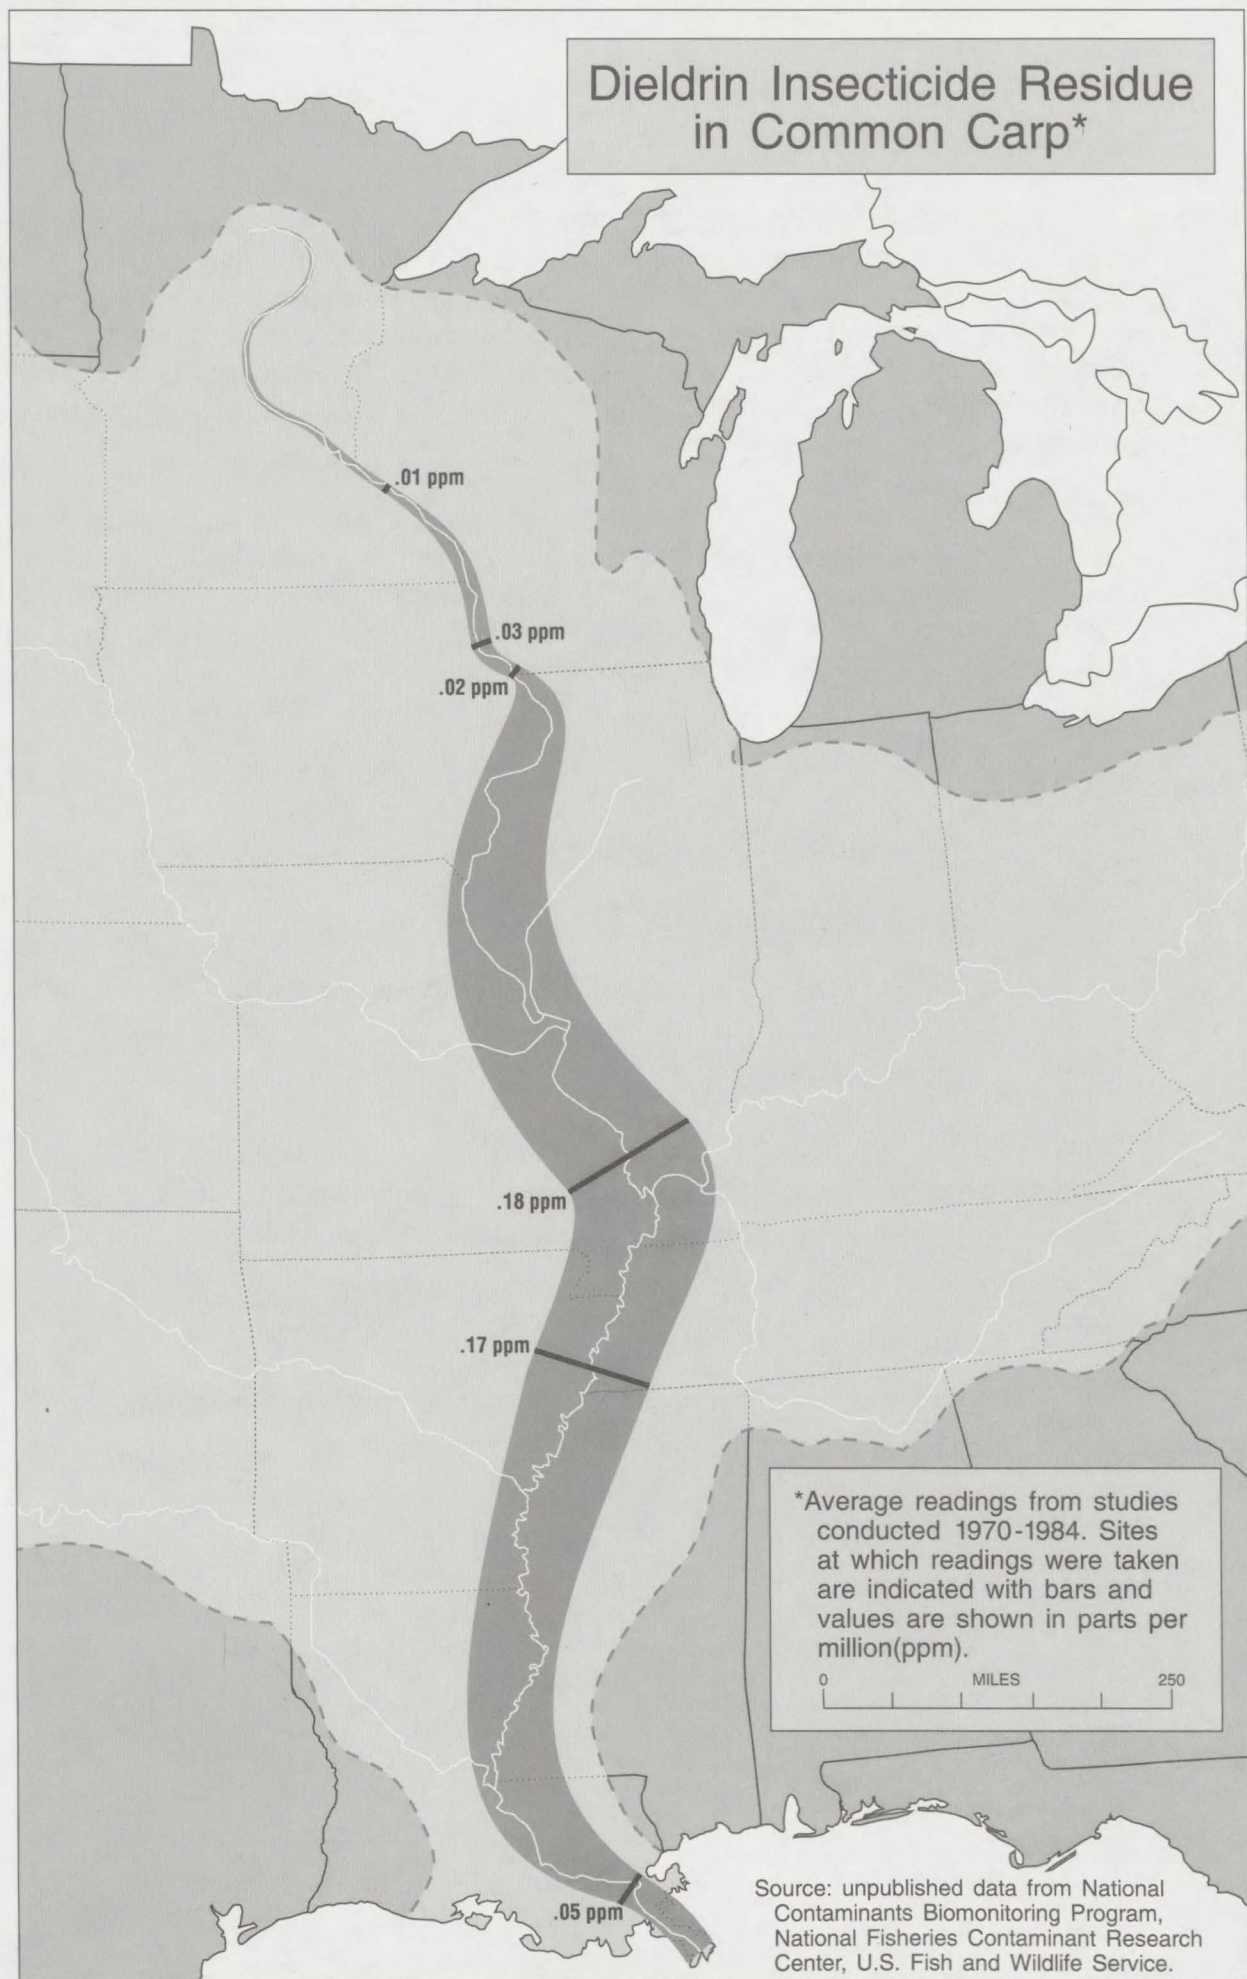 Dieldrin Insecticide Residue
in Common Carp*
.01 ppm
.03 ppm
.02 ppm
.18 ppm
.17 ppm
*Average readings from studies
conducted 1970-1984. Sites
at which readings were taken
are indicated with bars and
values are shown in parts per
million(ppm).
0 MILES 250
.05 ppm
Source: unpublished data from National
Contaminants Biomonitoring Program,
National Fisheries Contaminant Research
Center, U.S. Fish and Wildlife Service.